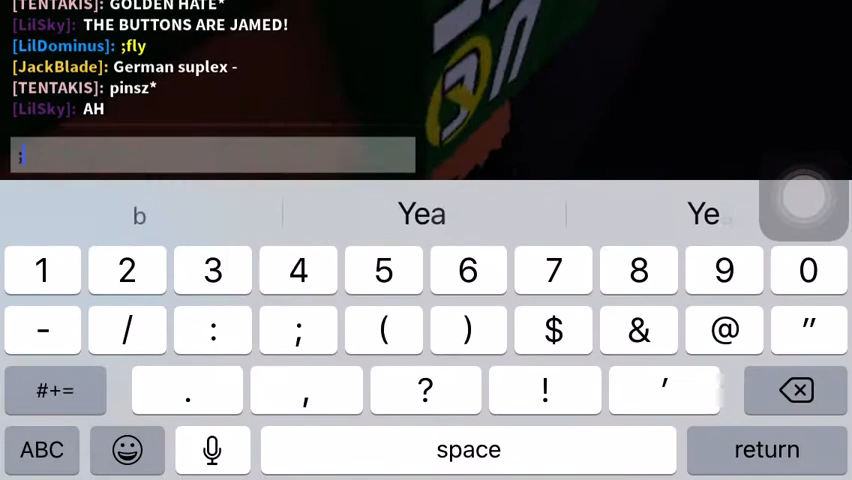 [TENTAKIS]: GOLDEN HATE*
[LilSky]: THE BUTTONS ARE JAMED!
[LilDominus]: ;fly
[JackBlade]: German suplex -
[TENTAKIS]: pinsz*
[LilSky]: AH
;
b Yea Ye
1 2 3 4 5 6 7 8 9 0
- / : ; ( ) $ & @ "
#+= . , ? ! '
ABC space return